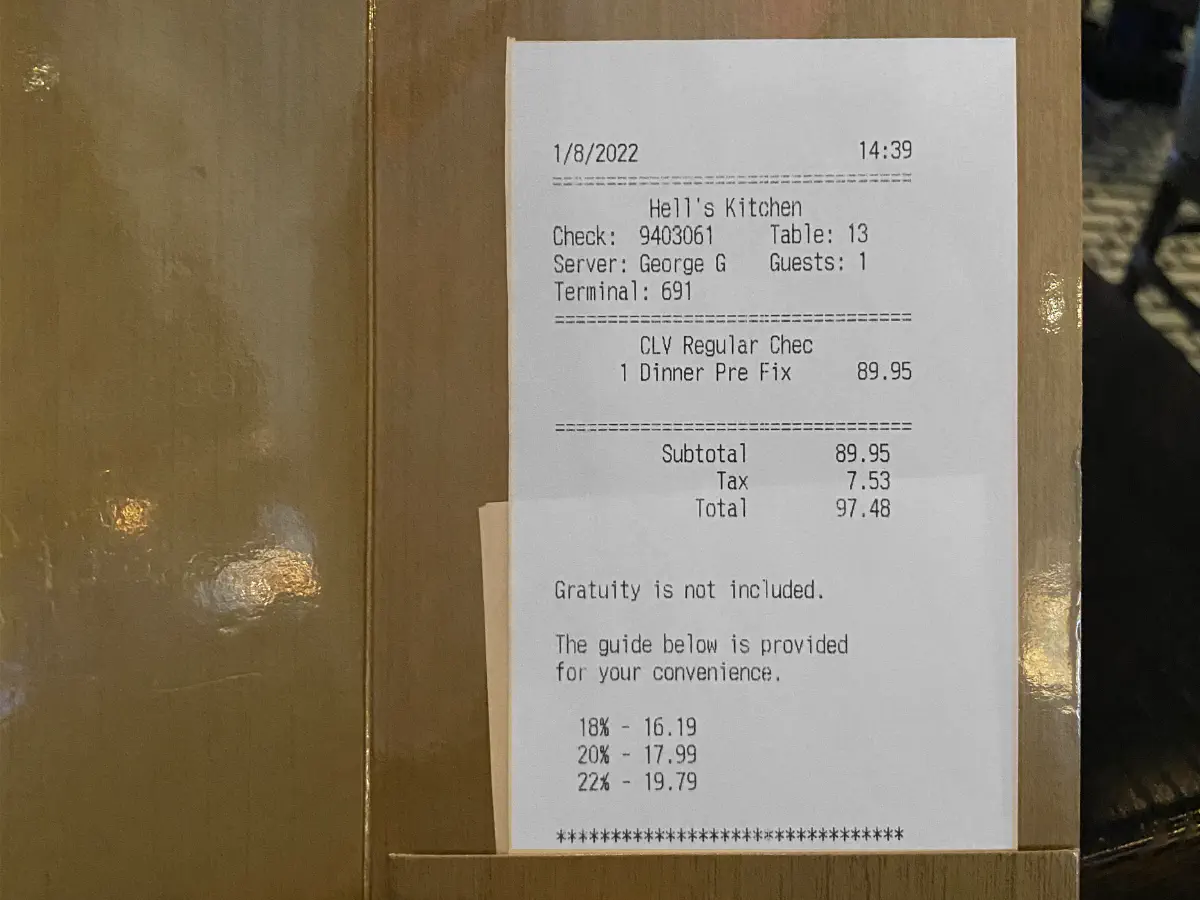 1/8/2022 14:39
=================================
Hell's Kitchen
Check: 9403061 Table: 13
Server: George G Guests: 1
Terminal: 691
=================================
CLV Regular Chec
1 Dinner Pre Fix 89.95
=================================
Subtotal 89.95
Tax 7.53
Total 97.48
Gratuity is not included.
The guide below is provided
for your convenience.
18% - 16.19
20% - 17.99
22% - 19.79
********************************